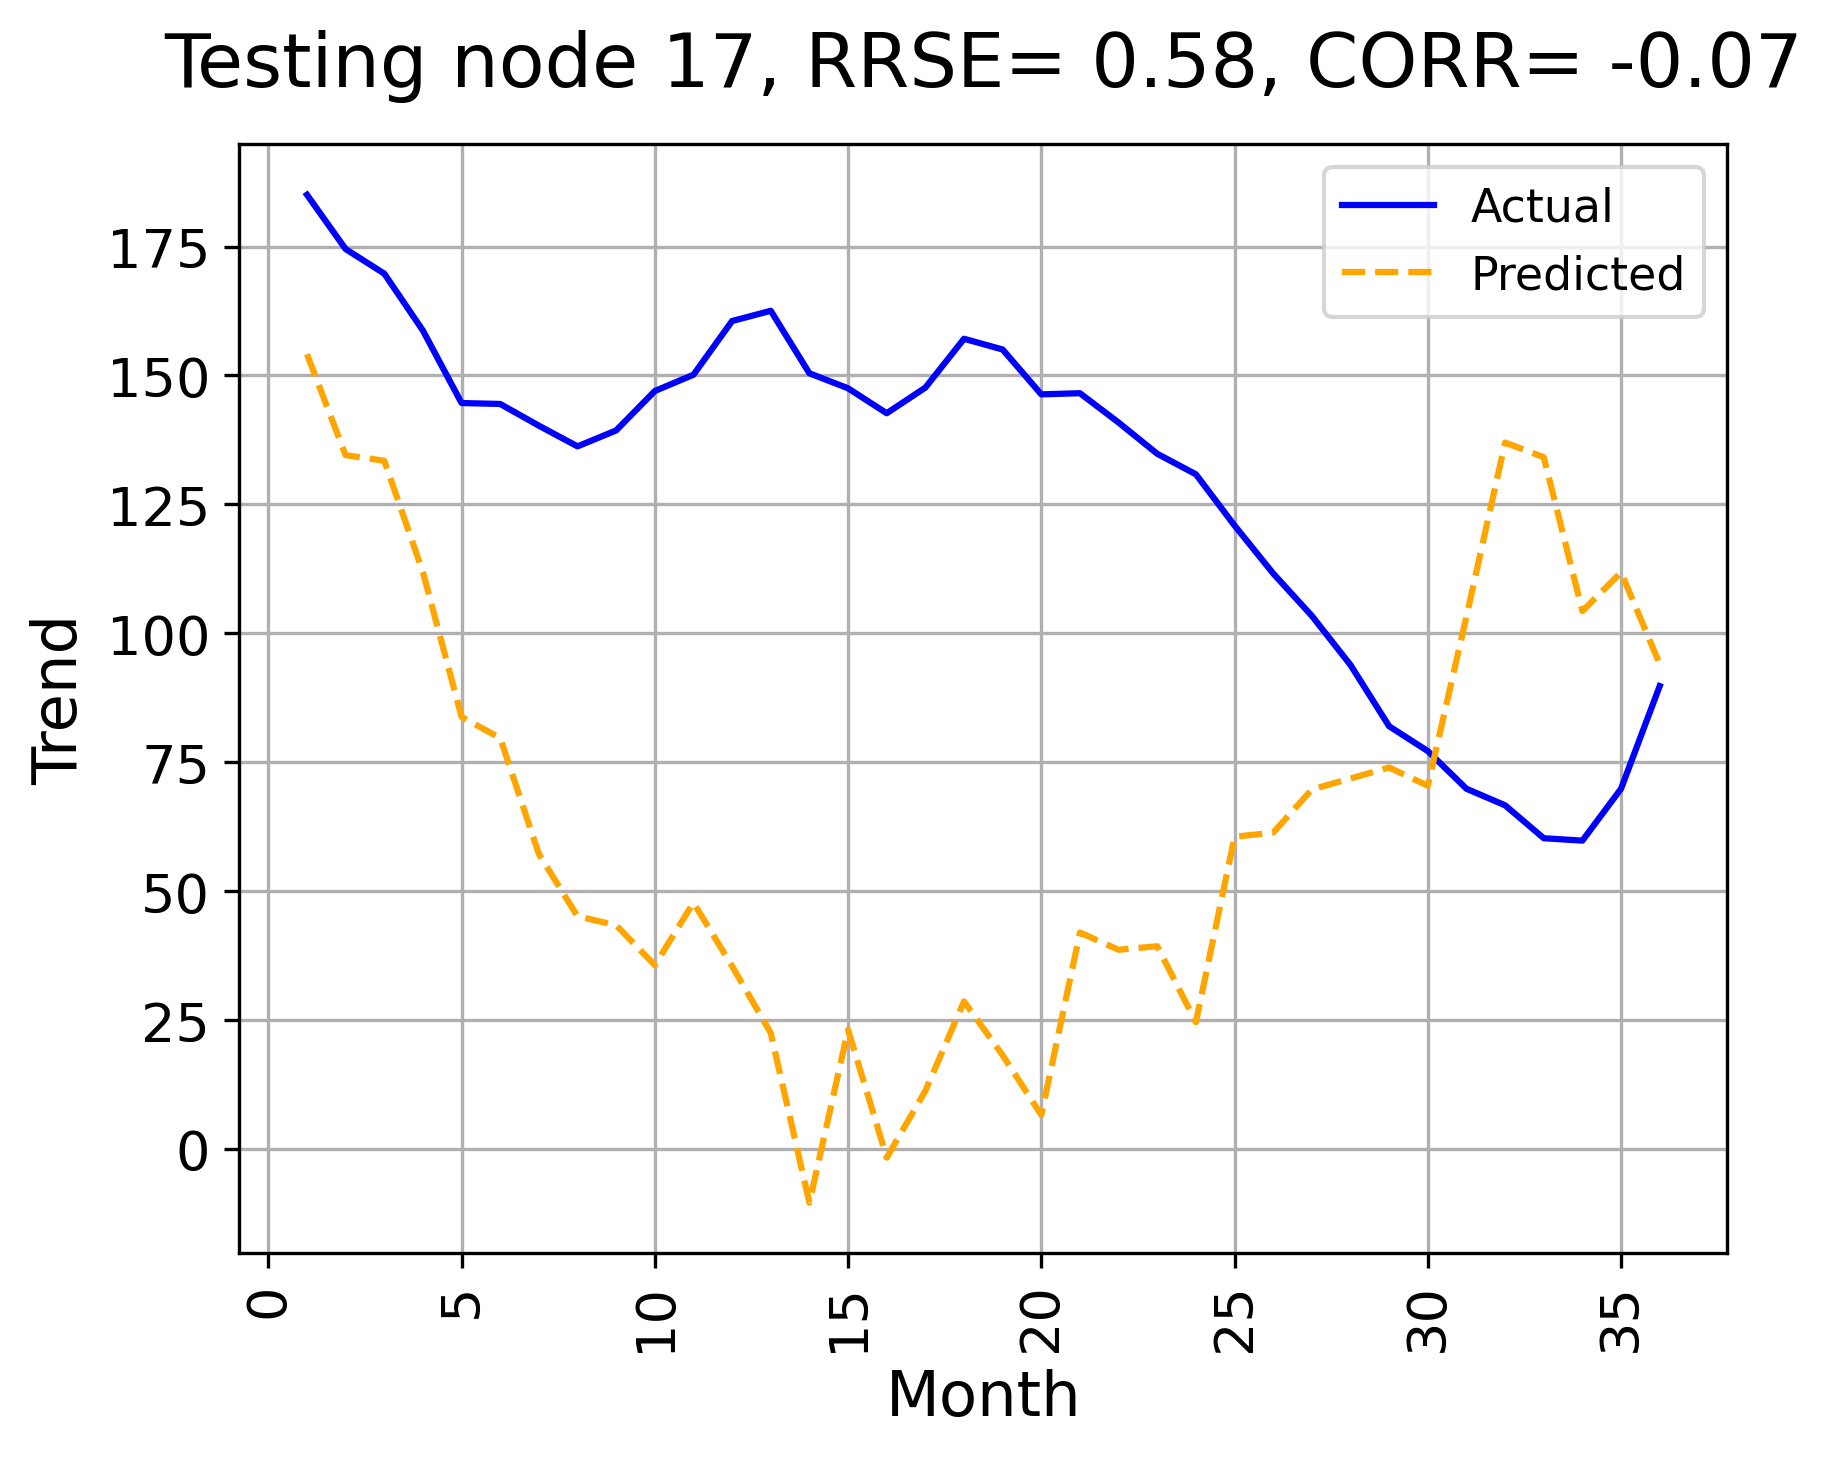 Testing node 17, RRSE= 0.58, CORR= -0.07
Actual
Predicted
175
150
125
100
75
50
25
0
Trend
0 5 10 15 20 25 30 35
Month